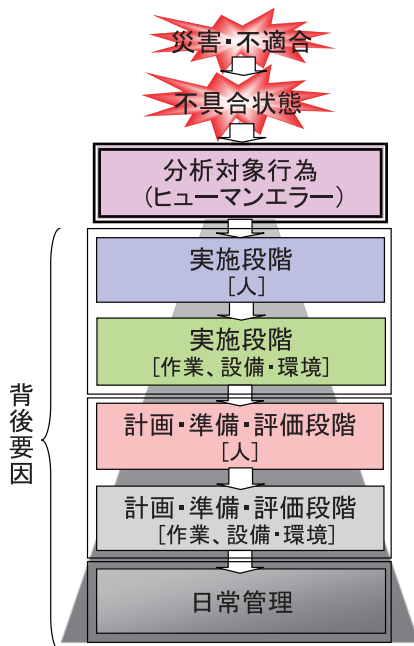 災害・不適合
不具合状態
分析対象行為
(ヒューマンエラー)
背後要因
実施段階
[人]
実施段階
[作業、設備・環境]
計画・準備・評価段階
[人]
計画・準備・評価段階
[作業、設備・環境]
日常管理